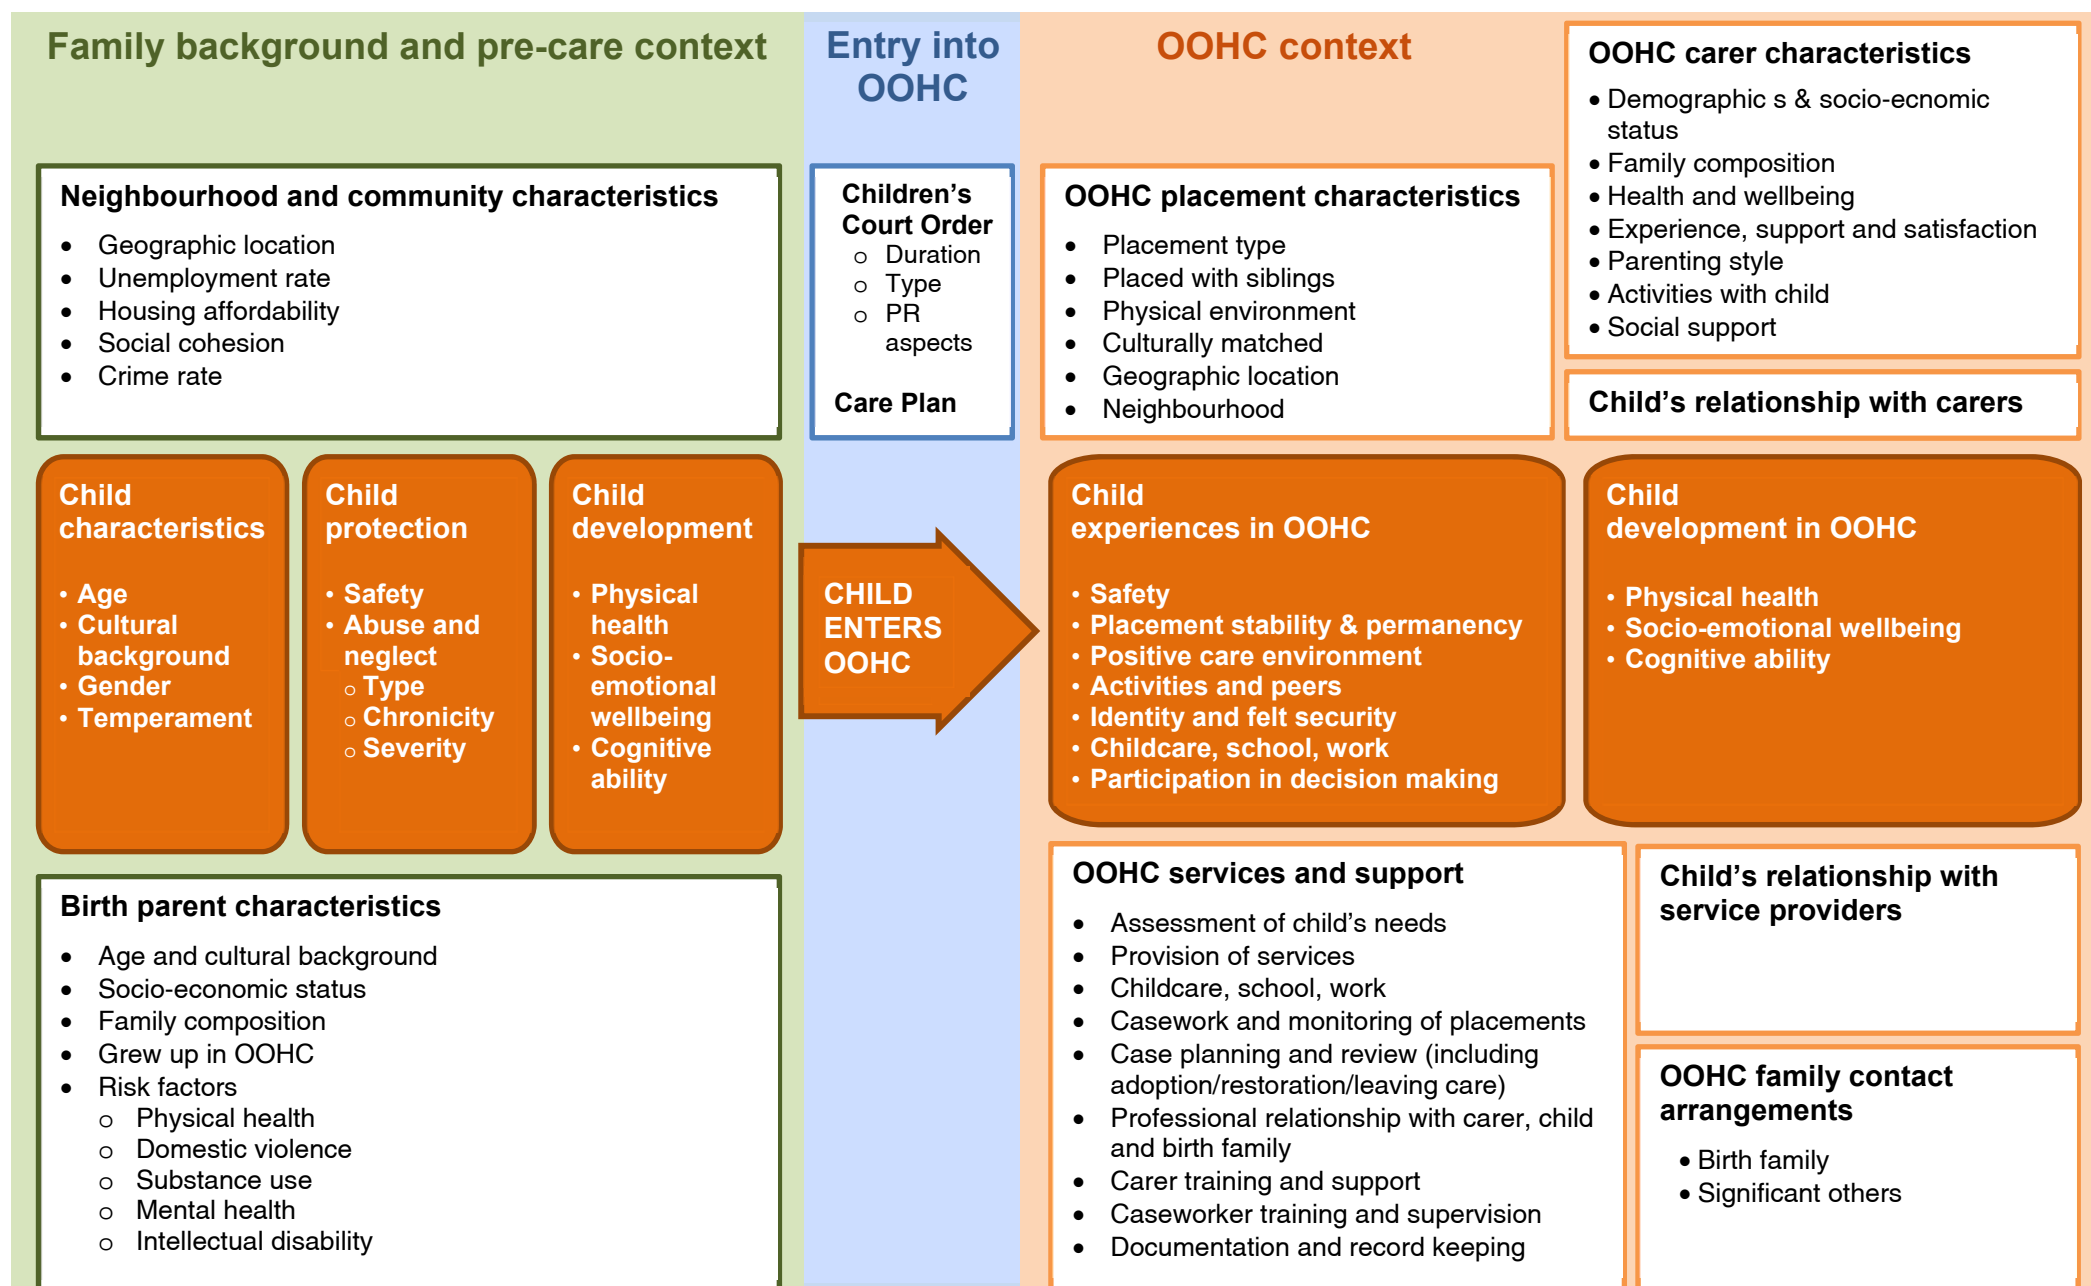 Family background and pre-care context
Neighbourhood and community characteristics
• Geographic location
• Unemployment rate
• Housing affordability
• Social cohesion
• Crime rate
Child
characteristics
• Age
• Cultural
background
• Gender
• Temperament
Child
protection
• Safety
• Abuse and
neglect
o Type
o Chronicity
o Severity
Child
development
• Physical
health
• Socio-
emotional
wellbeing
• Cognitive
ability
Birth parent characteristics
• Age and cultural background
• Socio-economic status
• Family composition
• Grew up in OOHC
• Risk factors
o Physical health
o Domestic violence
o Substance use
o Mental health
o Intellectual disability
Entry into
OOHC
Children’s
Court Order
o Duration
o Type
o PR
aspects
Care Plan
CHILD
ENTERS
OOHC
OOHC context
OOHC placement characteristics
• Placement type
• Placed with siblings
• Physical environment
• Culturally matched
• Geographic location
• Neighbourhood
OOHC carer characteristics
• Demographic s & socio-ecnomic
status
• Family composition
• Health and wellbeing
• Experience, support and satisfaction
• Parenting style
• Activities with child
• Social support
Child’s relationship with carers
Child
experiences in OOHC
• Safety
• Placement stability & permanency
• Positive care environment
• Activities and peers
• Identity and felt security
• Childcare, school, work
• Participation in decision making
Child
development in OOHC
• Physical health
• Socio-emotional wellbeing
• Cognitive ability
OOHC services and support
• Assessment of child’s needs
• Provision of services
• Childcare, school, work
• Casework and monitoring of placements
• Case planning and review (including
adoption/restoration/leaving care)
• Professional relationship with carer, child
and birth family
• Carer training and support
• Caseworker training and supervision
• Documentation and record keeping
Child’s relationship with
service providers
OOHC family contact
arrangements
• Birth family
• Significant others